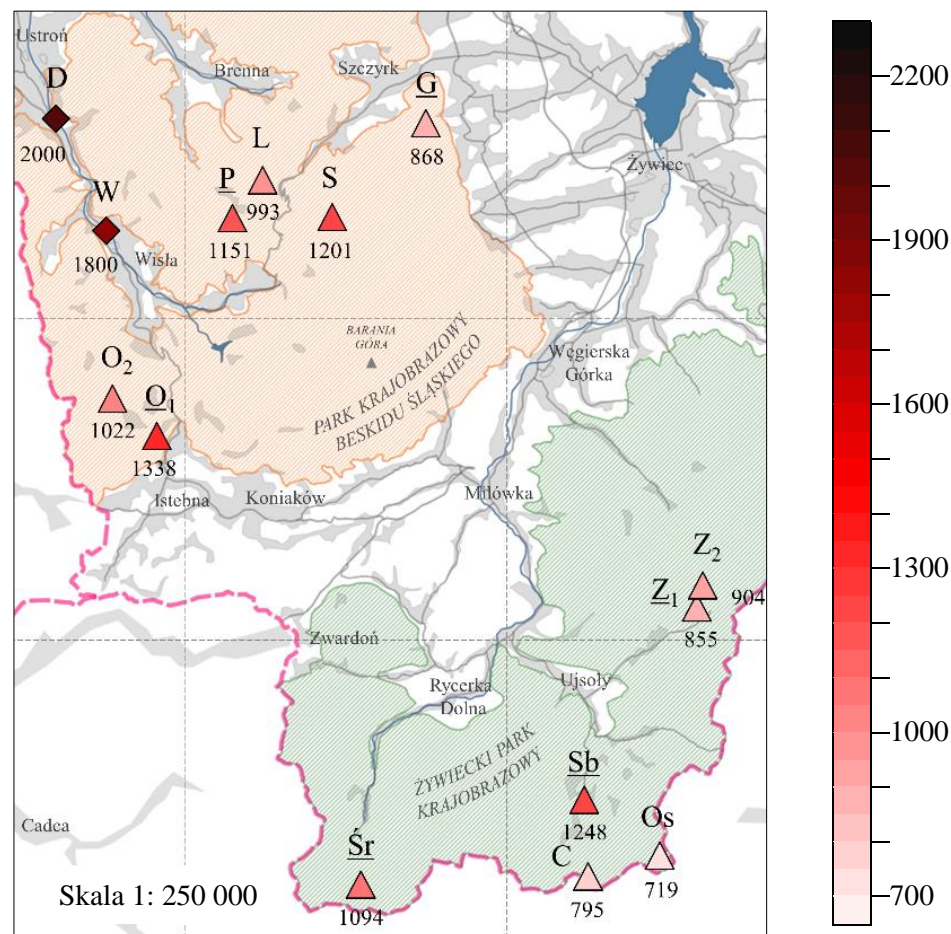 Ustroń
Brenna
Szczyrk
G
868
D
2000
L
993
P
1151
S
1201
Żywiec
W
1800
Wisła
BARANIA
GÓRA
PARK KRAJOBRAZOWY
BESKIDU ŚLĄSKIEGO
Węgierska
Górka
O₂
1022
O₁
1338
Istebna
Koniaków
Milówka
Z₂
904
Z₁
855
Zwardoń
Rycerka
Dolna
Ujsoły
ŻYWIECKI PARK
KRAJOBRAZOWY
Sb
1248
Os
719
C
795
Śr
1094
Cadca
Skala 1: 250 000
2200
1900
1600
1300
1000
700